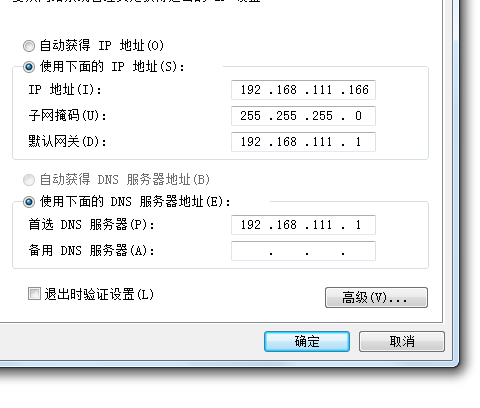 自动获得 IP 地址(O)
使用下面的 IP 地址(S):
IP 地址(I): 192 .168 .111 .166
子网掩码(U): 255 .255 .255 . 0
默认网关(D): 192 .168 .111 . 1
自动获得 DNS 服务器地址(B)
使用下面的 DNS 服务器地址(E):
首选 DNS 服务器(P): 192 .168 .111 . 1
备用 DNS 服务器(A): . . .
退出时验证设置(L)
高级(V)...
确定 取消